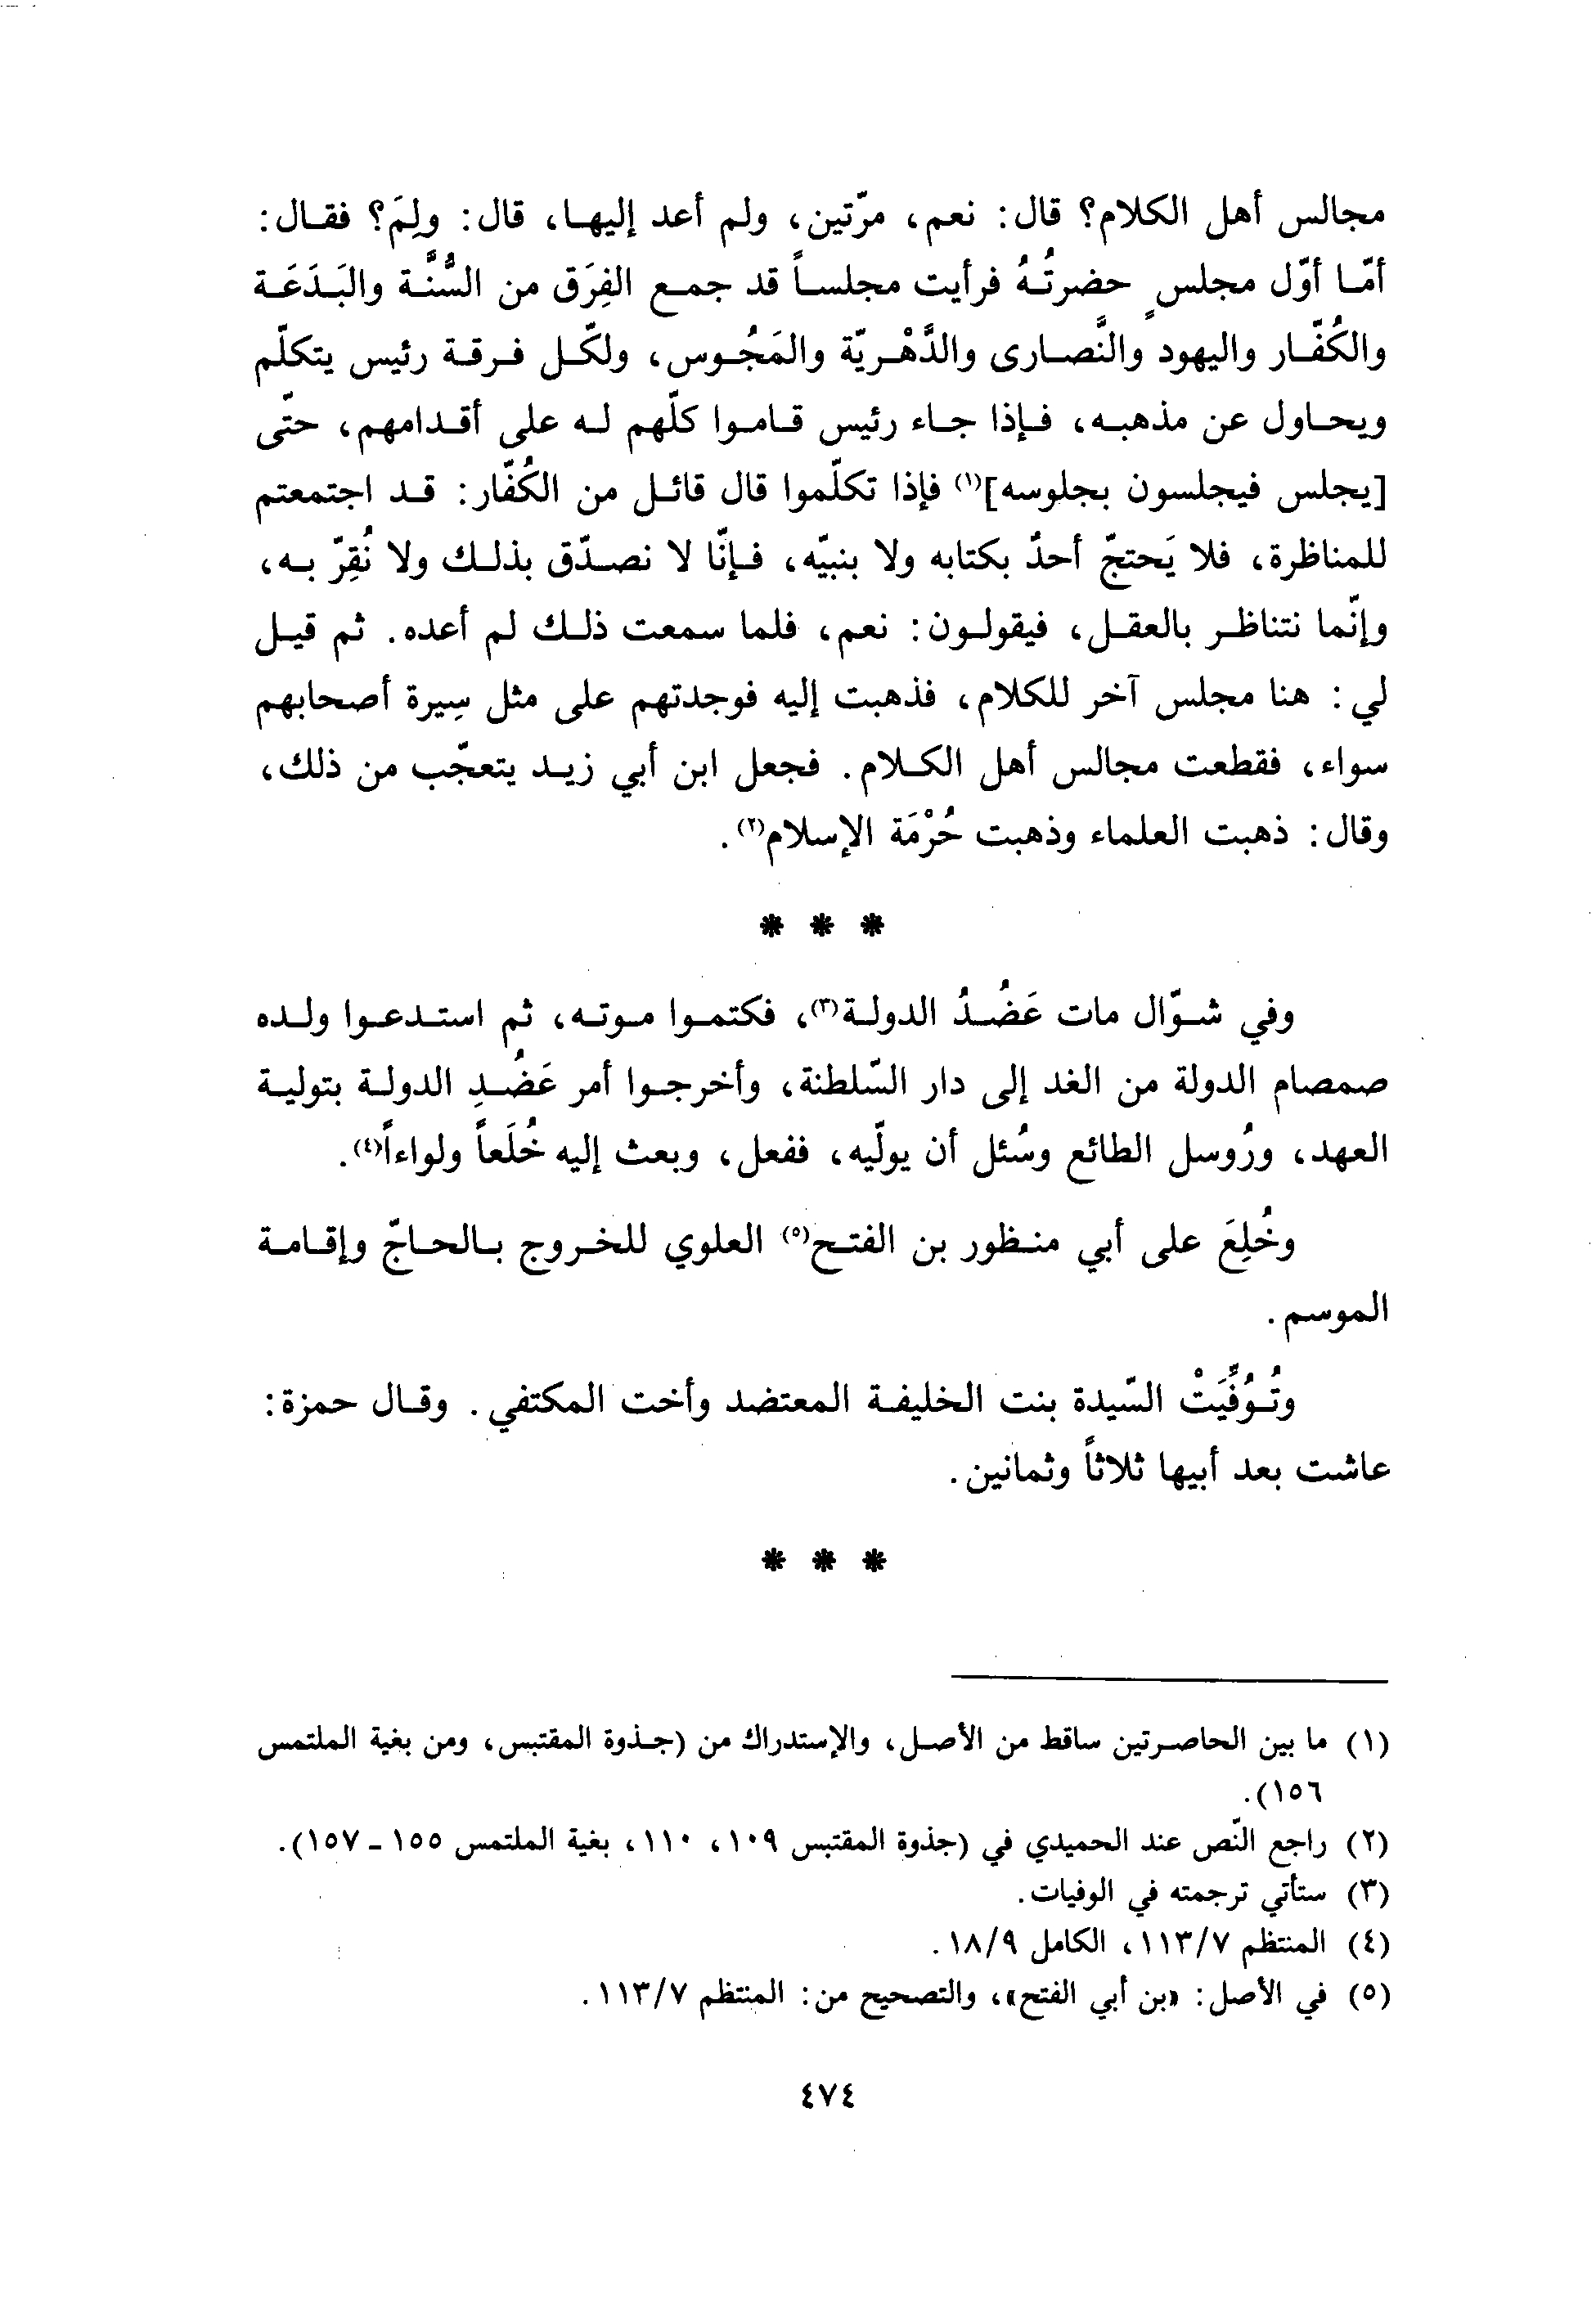 مجالس أهل الكلام؟ قال: نعم، مرّتين، ولم أعد إليها، قال: ولِمَ؟ فقال:
أمّا أوّل مجلسٍ حضرتُهُ فرأيت مجلساً قد جمع الفِرَق من السُّنَّة والبَدَعَة
والكُفّار واليهود والنَّصارى والدَّهْريّة والمَجُوس، ولكّل فرقة رئيس يتكلّم
ويحاول عن مذهبه، فإذا جاء رئيس قاموا كلّهم له على أقدامهم، حتّى
[يجلس فيجلسون بجلوسه]⁽١⁾ فإذا تكلّموا قال قائل من الكُفّار: قد اجتمعتم
للمناظرة، فلا يَحتجّ أحدٌ بكتابه ولا بنبيّه، فإنّا لا نصدّق بذلك ولا نُقِرّ به،
وإنّما نتناظر بالعقل، فيقولون: نعم، فلما سمعت ذلك لم أعده. ثم قيل
لي: هنا مجلس آخر للكلام، فذهبت إليه فوجدتهم على مثل سِيرة أصحابهم
سواء، فقطعت مجالس أهل الكلام. فجعل ابن أبي زيد يتعجّب من ذلك،
وقال: ذهبت العلماء وذهبت حُرْمَة الإسلام⁽٢⁾.
* * *
وفي شوّال مات عَضُدُ الدولة⁽٣⁾، فكتموا موته، ثم استدعوا ولده
صمصام الدولة من الغد إلى دار السّلطنة، وأخرجوا أمر عَضُدِ الدولة بتولية
العهد، ورُوسل الطائع وسُئل أن يولّيه، ففعل، وبعث إليه خُلَعاً ولواءاً⁽٤⁾.
وخُلِعَ على أبي منظور بن الفتح⁽٥⁾ العلوي للخروج بالحاجّ وإقامة
الموسم.
وتُوُفِّيَتْ السّيدة بنت الخليفة المعتضد وأخت المكتفي. وقال حمزة:
عاشت بعد أبيها ثلاثاً وثمانين.
* * *
(١) ما بين الحاصرتين ساقط من الأصل، والإستدراك من (جذوة المقتبس، ومن بغية الملتمس
١٥٦).
(٢) راجع النّص عند الحميدي في (جذوة المقتبس ١٠٩، ١١٠، بغية الملتمس ١٥٥ - ١٥٧).
(٣) ستأتي ترجمته في الوفيات.
(٤) المنتظم ١١٣/٧، الكامل ١٨/٩.
(٥) في الأصل: «بن أبي الفتح»، والتصحيح من: المنتظم ١١٣/٧.
٤٧٤